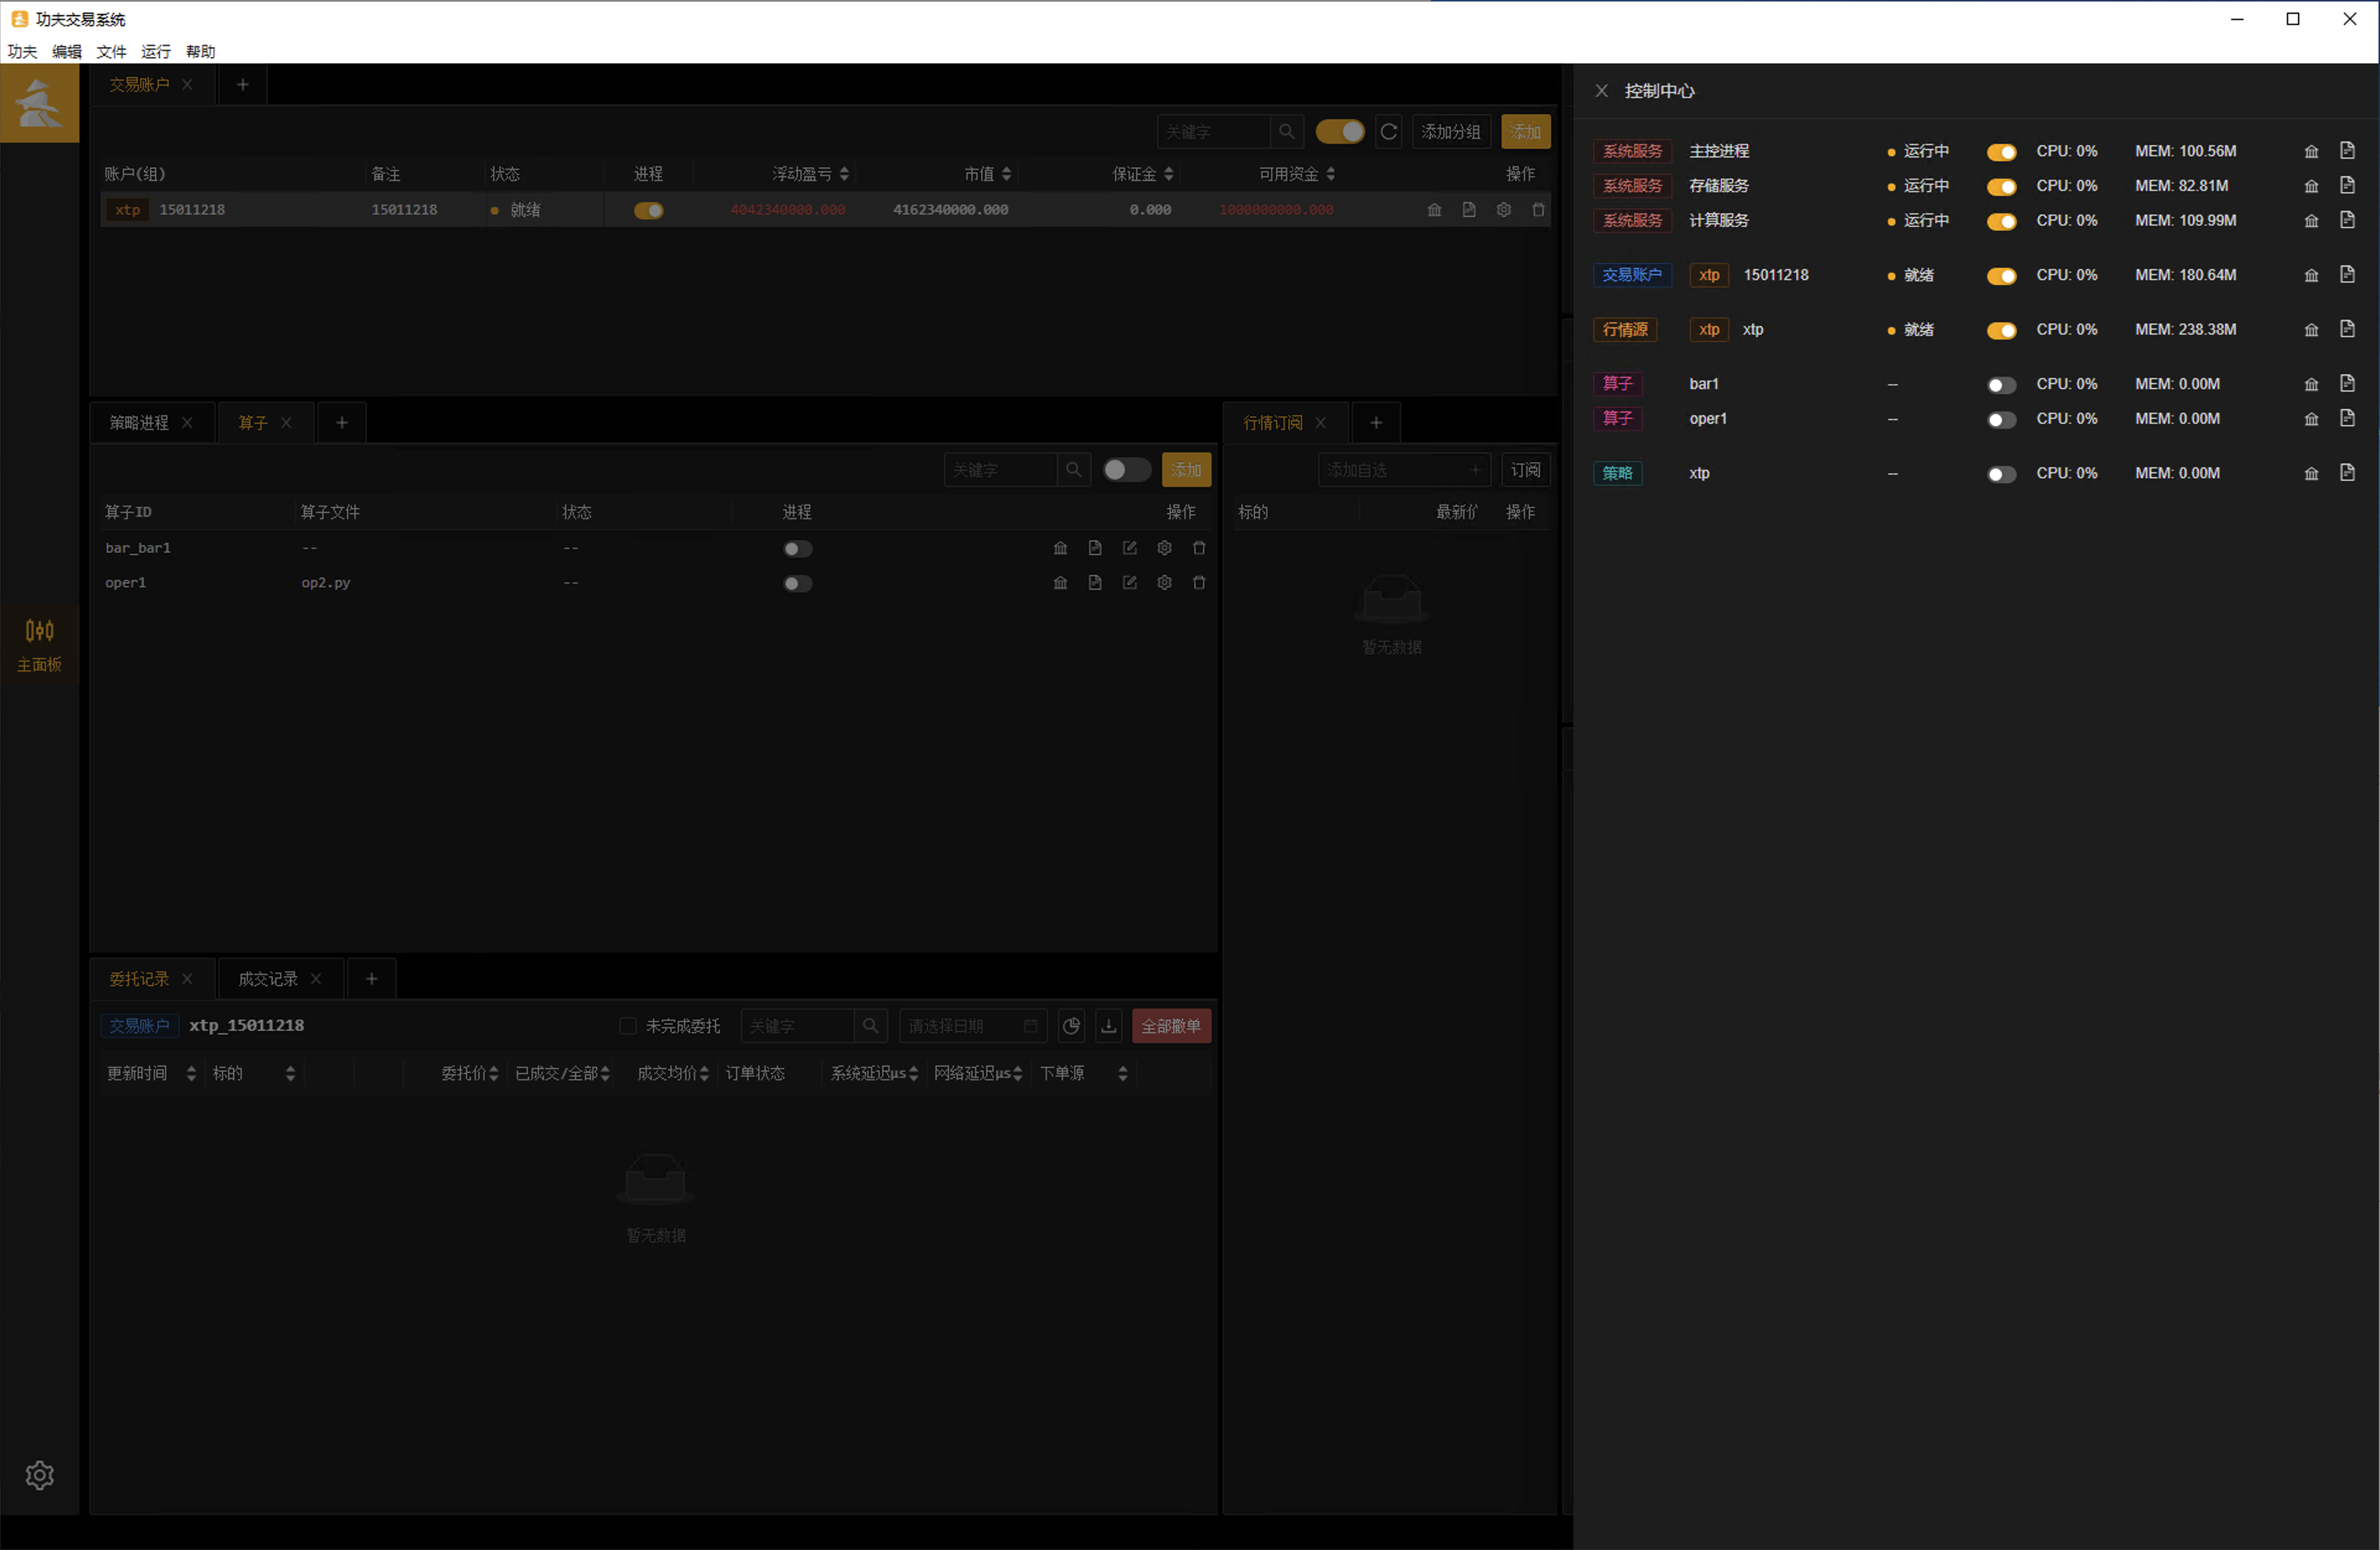 功夫交易系统
功夫 编辑 文件 运行 帮助
交易账户
关键字 添加分组 添加
账户(组) 备注 状态 进程 浮动盈亏 市值 保证金 可用资金 操作
xtp 15011218 15011218 就绪 4042340000.000 4162340000.000 0.000 1000000000.000
策略进程 算子
关键字 添加
算子ID 算子文件 状态 进程 操作
bar_bar1 -- --
oper1 op2.py --
行情订阅
添加自选 订阅
标的 最新价 操作
暂无数据
主面板
委托记录 成交记录
交易账户 xtp_15011218 未完成委托 关键字 请选择日期 全部撤单
更新时间 标的 委托价 已成交/全部 成交均价 订单状态 系统延迟μs 网络延迟μs 下单源
暂无数据
控制中心
系统服务 主控进程 运行中 CPU: 0% MEM: 100.56M
系统服务 存储服务 运行中 CPU: 0% MEM: 82.81M
系统服务 计算服务 运行中 CPU: 0% MEM: 109.99M
交易账户 xtp 15011218 就绪 CPU: 0% MEM: 180.64M
行情源 xtp xtp 就绪 CPU: 0% MEM: 238.38M
算子 bar1 -- CPU: 0% MEM: 0.00M
算子 oper1 -- CPU: 0% MEM: 0.00M
策略 xtp -- CPU: 0% MEM: 0.00M